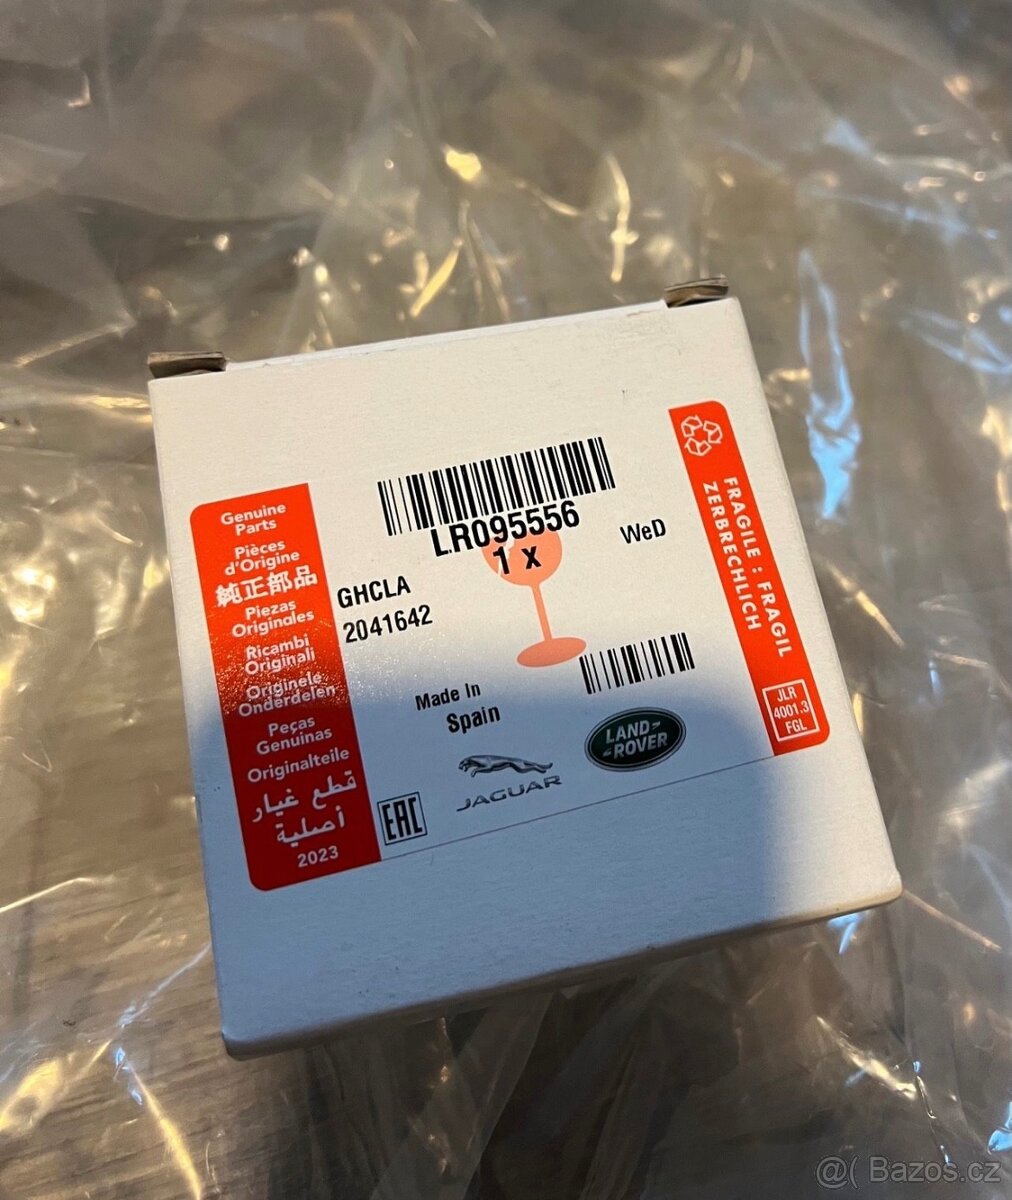 LR095556
1 x
WeD
GHCLA
2041642
Made In
Spain
JAGUAR
LAND
ROVER
EAC
Genuine
Parts
Pièces
d'Origine
純正部品
Piezas
Originales
Ricambi
Originali
Originele
Onderdelen
Peças
Genuinas
Originalteile
قطع غيار
أصلية
2023
FRAGILE : FRAGIL
ZERBRECHLICH
JLR
4001.3
FGL
@( Bazos.cz